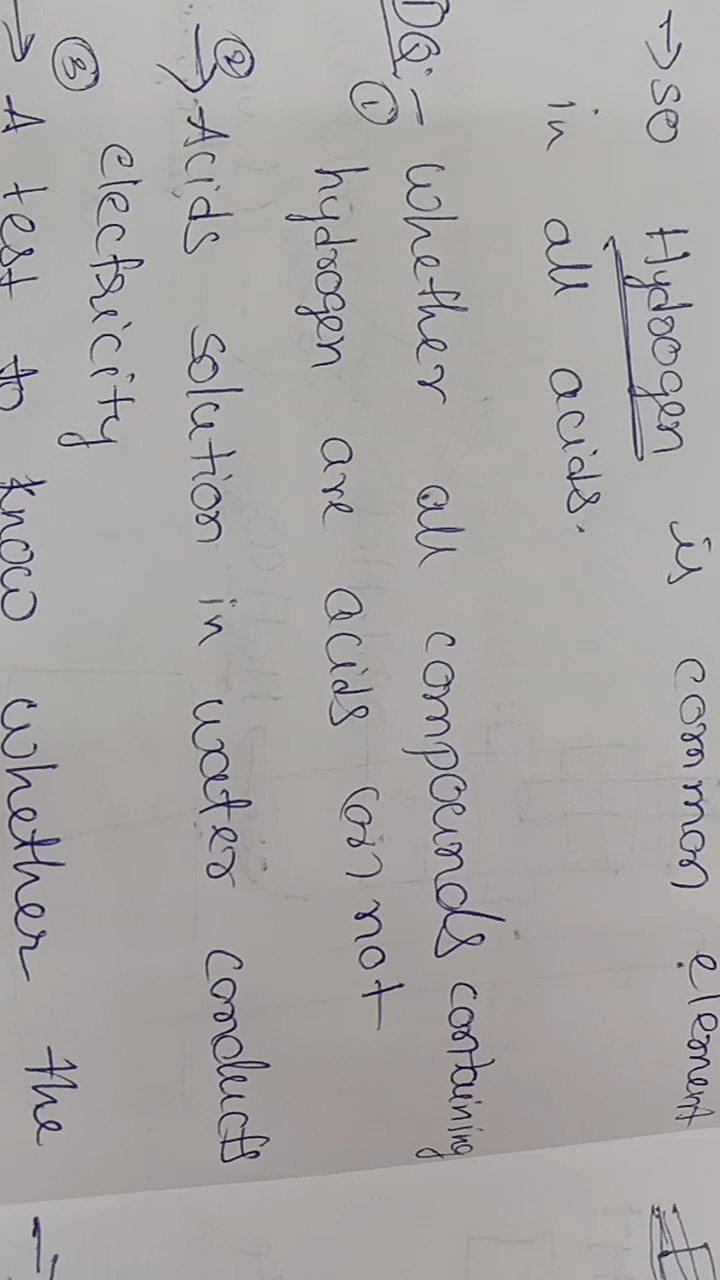 → so Hydrogen is common element
in all acids.
DQ:- Whether all compounds containing
① hydrogen are acids (or) not
②
→ Acids solution in water conducts
electricity
③
→ A test to know whether the